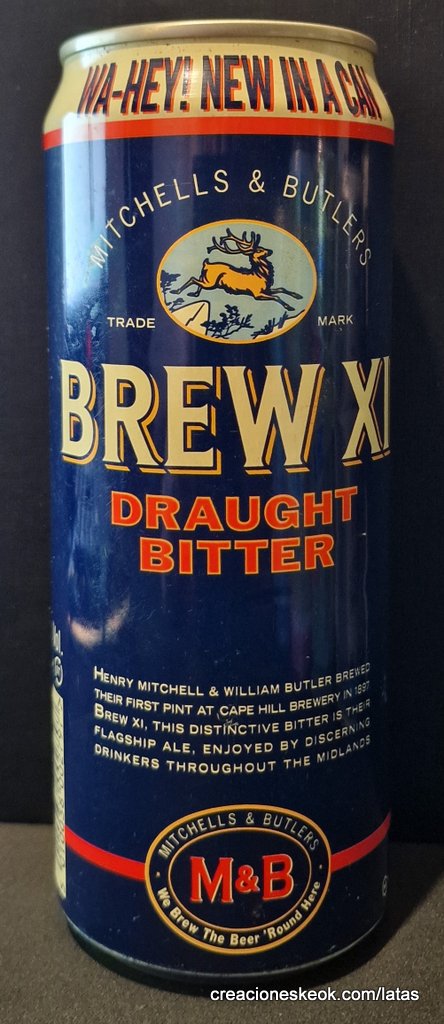 WA-HEY! NEW IN A CAN
MITCHELLS & BUTLERS
TRADE MARK
BREW XI
DRAUGHT
BITTER
HENRY MITCHELL & WILLIAM BUTLER BREWED
THEIR FIRST PINT AT CAPE HILL BREWERY IN 1897
BREW XI, THIS DISTINCTIVE BITTER IS THEIR
FLAGSHIP ALE, ENJOYED BY DISCERNING
DRINKERS THROUGHOUT THE MIDLANDS
MITCHELLS & BUTLERS
M&B
We Brew The Beer 'Round Here
creacioneskeok.com/latas